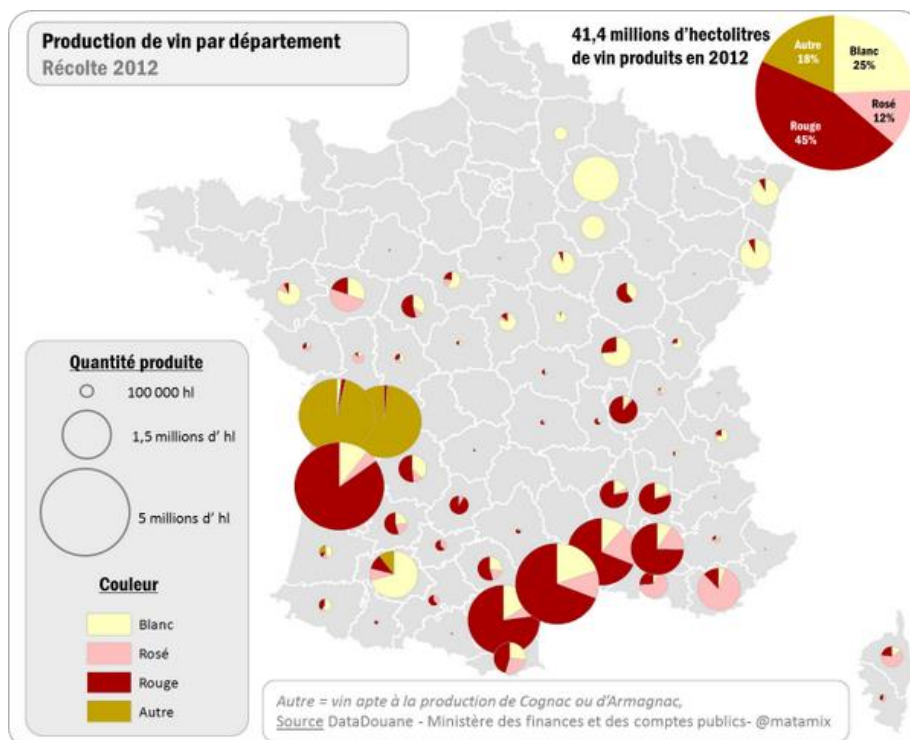 Production de vin par département
Récolte 2012
41,4 millions d'hectolitres
de vin produits en 2012
Autre
18%
Blanc
25%
Rosé
12%
Rouge
45%
Quantité produite
100 000 hl
1,5 millions d' hl
5 millions d' hl
Couleur
Blanc
Rosé
Rouge
Autre
Autre = vin apte à la production de Cognac ou d'Armagnac,
Source DataDouane - Ministère des finances et des comptes publics- @matamix